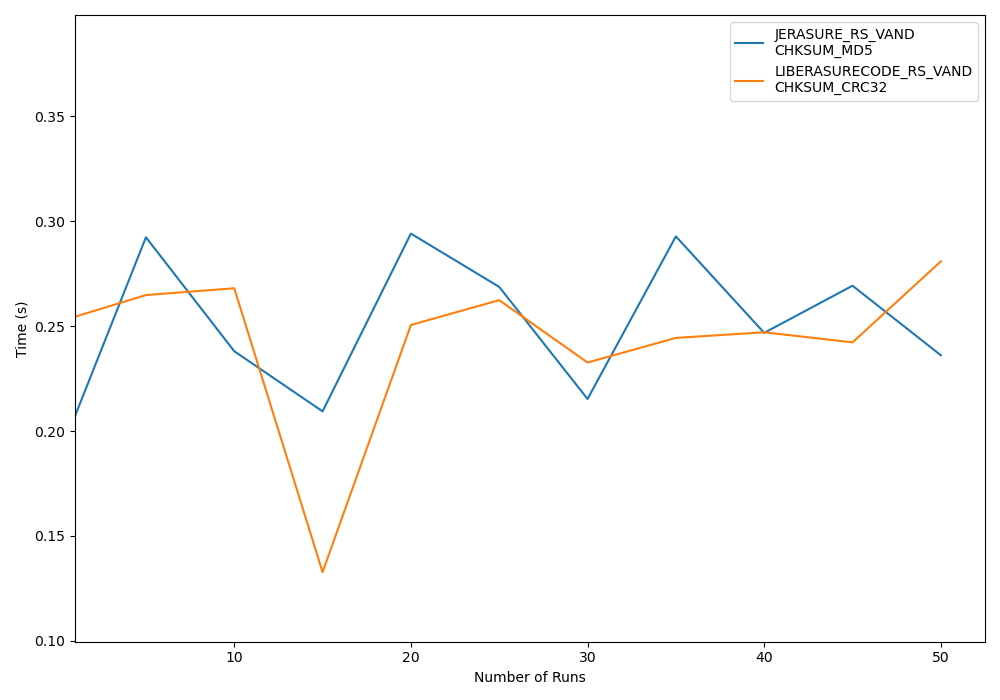 JERASURE_RS_VAND
CHKSUM_MD5
LIBERASURECODE_RS_VAND
CHKSUM_CRC32
0.35
0.30
0.25
0.20
0.15
0.10
Time (s)
10 20 30 40 50
Number of Runs